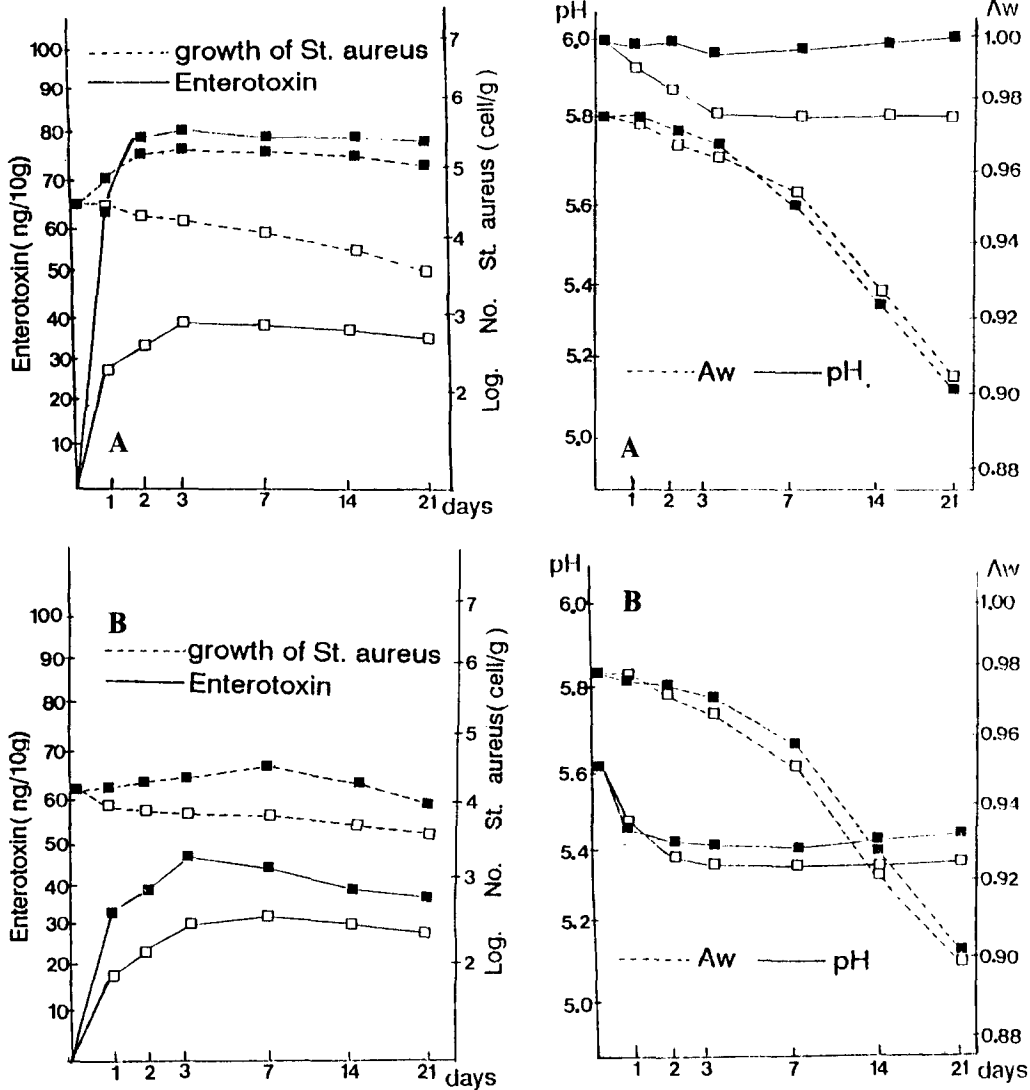 100
90
80
70
60
50
40
30
20
10
Enterotoxin( ng/10g)
growth of St. aureus
Enterotoxin
A
1 2 3 7 14 21 days
7
6
5
4
3
2
Log. No. St. aureus ( cell/g )
pH
6.0
5.8
5.6
5.4
5.2
5.0
Aw
1.00
0.98
0.96
0.94
0.92
0.90
0.88
Aw pH
A
1 2 3 7 14 21
100
90
80
70
60
50
40
30
20
10
Enterotoxin( ng/10g)
B
growth of St. aureus
Enterotoxin
1 2 3 7 14 21 days
7
6
5
4
3
2
Log. No. St. aureus( cell/g )
pH
6.0
5.8
5.6
5.4
5.2
5.0
B
Aw
1.00
0.98
0.96
0.94
0.92
0.90
0.88
Aw pH
1 2 3 7 14 21 days